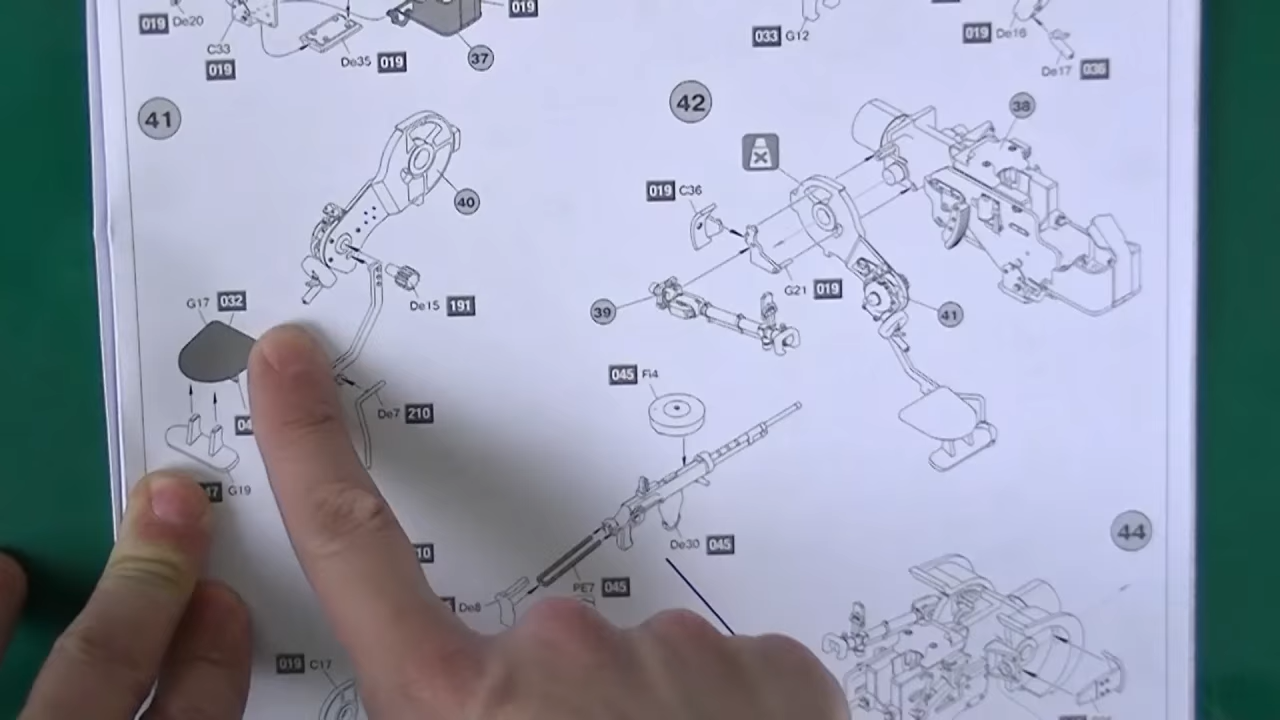 019 De20
C33
019
De35 019
37
019
033 G12
019 De16
De17 036
41
40
De15 191
G17 032
De7 210
G19
42
38
019 C36
G21 019
39
41
045 Fi4
De30 045
PE7 045
De8
019 C17
44